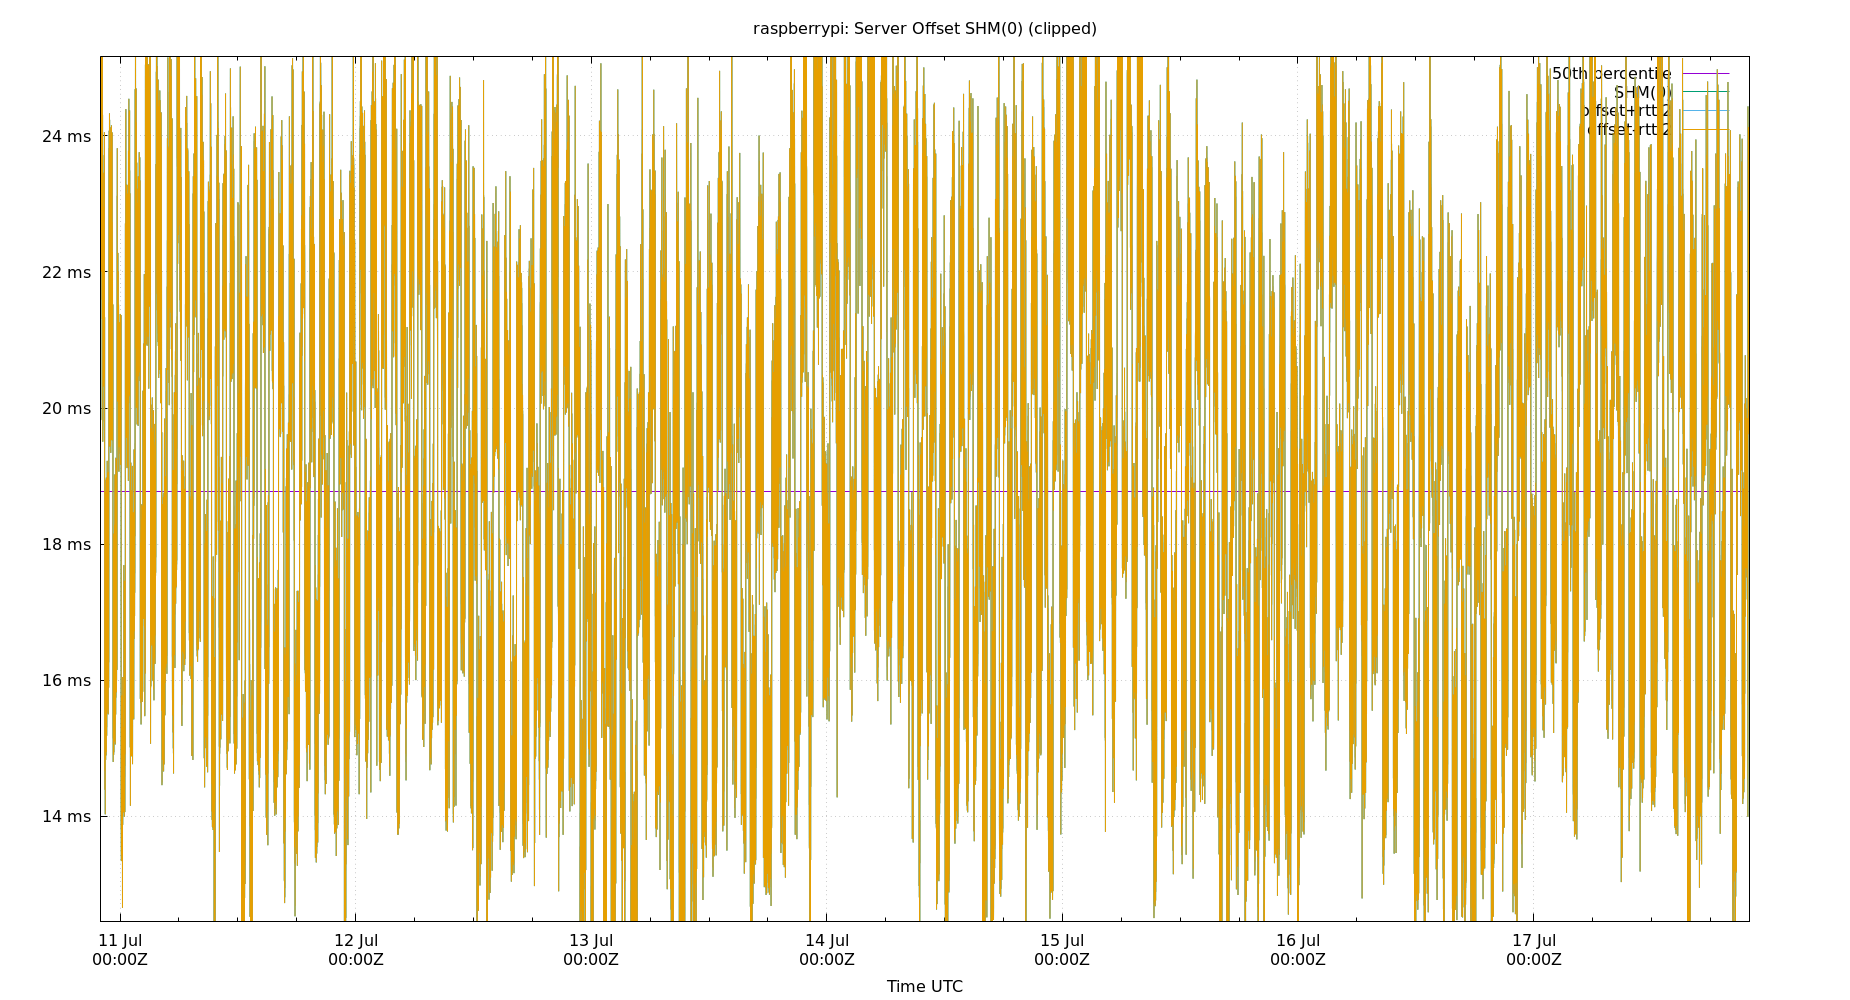 raspberrypi: Server Offset SHM(0) (clipped)
50th percentile
SHM(0)
offset+rtt/2
offset-rtt/2
24 ms
22 ms
20 ms
18 ms
16 ms
14 ms
11 Jul 12 Jul 13 Jul 14 Jul 15 Jul 16 Jul 17 Jul
00:00Z 00:00Z 00:00Z 00:00Z 00:00Z 00:00Z 00:00Z
Time UTC